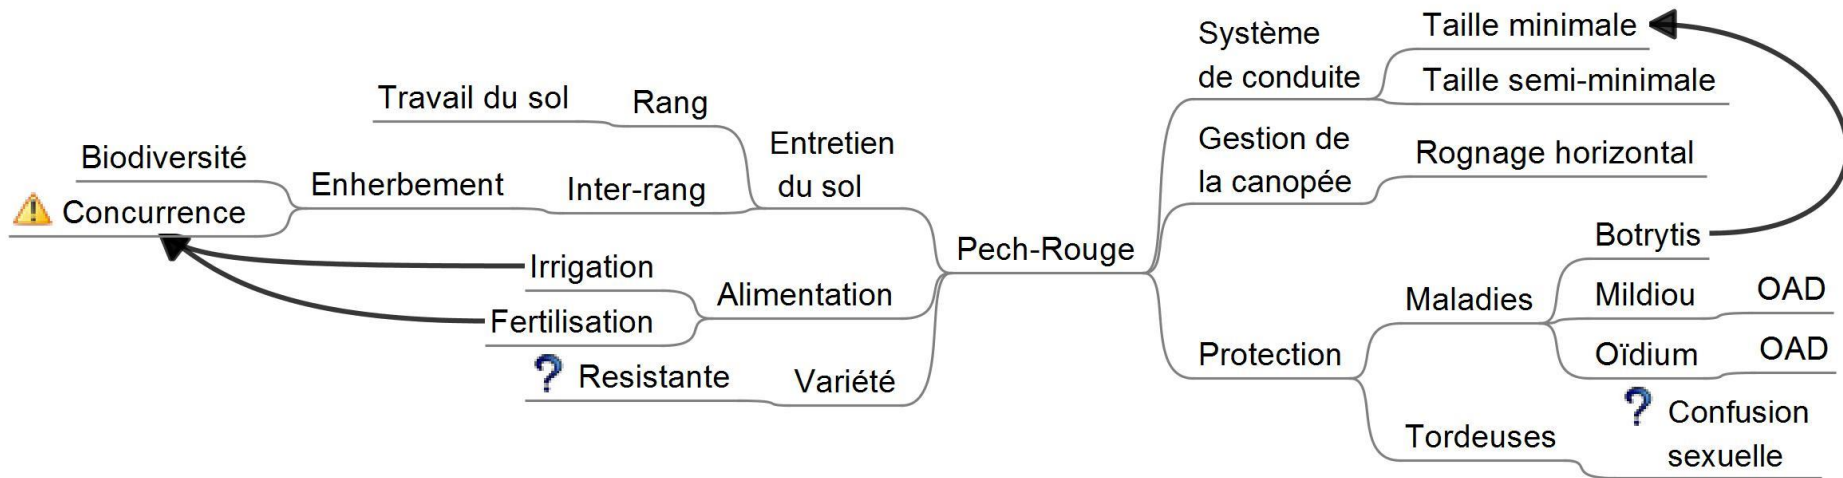 Travail du sol
Rang
Biodiversité
Concurrence
Enherbement
Inter-rang
Entretien
du sol
Irrigation
Fertilisation
Alimentation
Resistante
Variété
Pech-Rouge
Système
de conduite
Taille minimale
Taille semi-minimale
Gestion de
la canopée
Rognage horizontal
Protection
Maladies
Botrytis
Mildiou
OAD
Oïdium
OAD
Tordeuses
Confusion
sexuelle